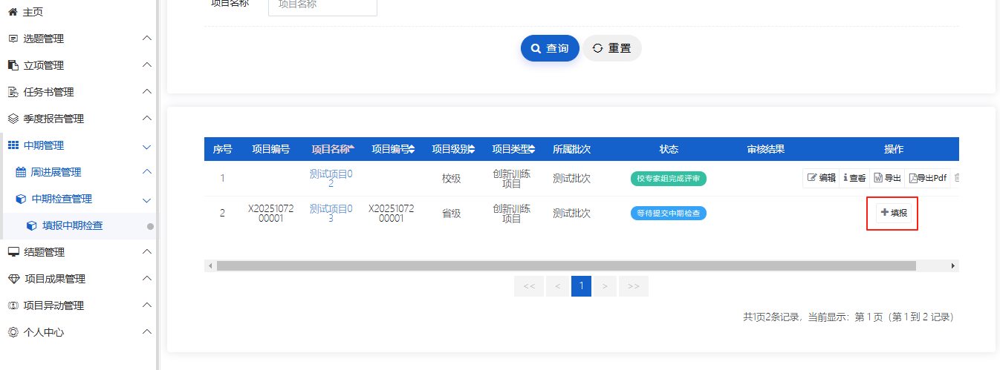 主页
选题管理
立项管理
任务书管理
季度报告管理
中期管理
周进展管理
中期检查管理
填报中期检查
结题管理
项目成果管理
项目异动管理
个人中心
项目名称 项目名称
查询 重置
序号 项目编号 项目名称 项目编号 项目级别 项目类型 所属批次 状态 审核结果 操作
1 测试项目0 校级 创新训练 测试批次 校专家组完成评审 编辑 查看 导出 导出Pdf
2 项目
2 X20251072 测试项目0 X20251072 省级 创新训练 测试批次 等待提交中期检查 填报
00001 3 00001 项目
<< < 1 > >>
共1页2条记录，当前显示：第 1 页（第 1 到 2 记录）